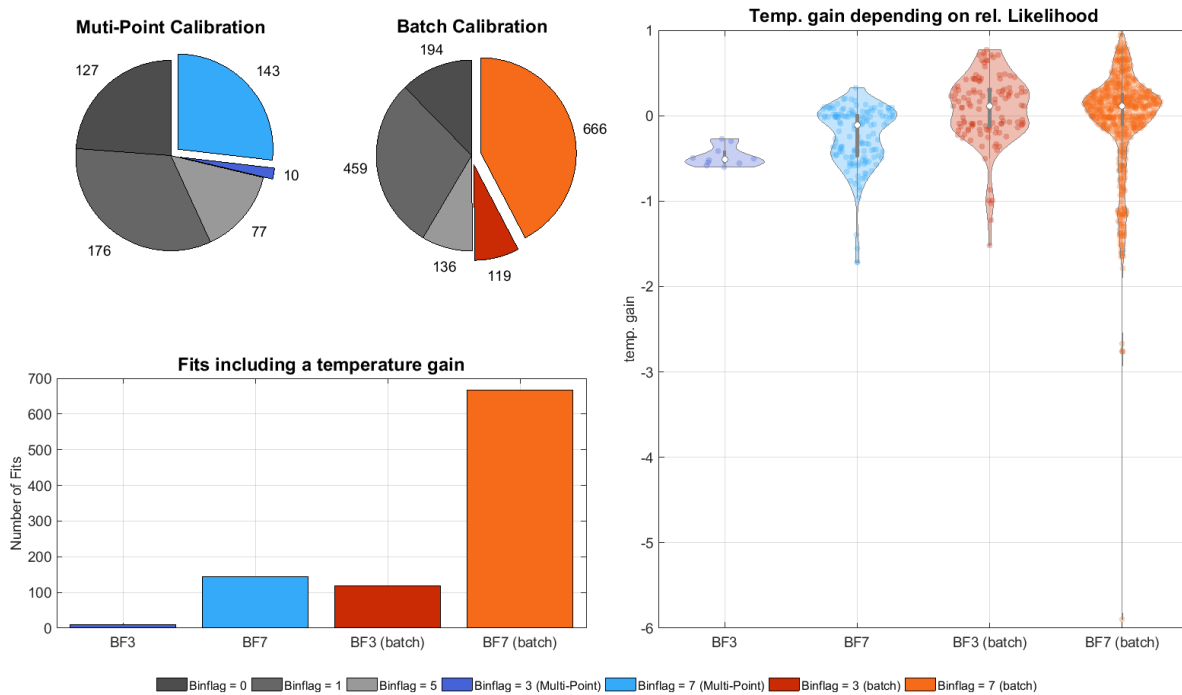 Muti-Point Calibration
127
143
10
77
176
Batch Calibration
194
666
119
136
459
Temp. gain depending on rel. Likelihood
temp. gain
1
0
-1
-2
-3
-4
-5
-6
BF3
BF7
BF3 (batch)
BF7 (batch)
Fits including a temperature gain
Number of Fits
700
600
500
400
300
200
100
0
BF3
BF7
BF3 (batch)
BF7 (batch)
Binflag = 0 Binflag = 1 Binflag = 5 Binflag = 3 (Multi-Point) Binflag = 7 (Multi-Point) Binflag = 3 (batch) Binflag = 7 (batch)